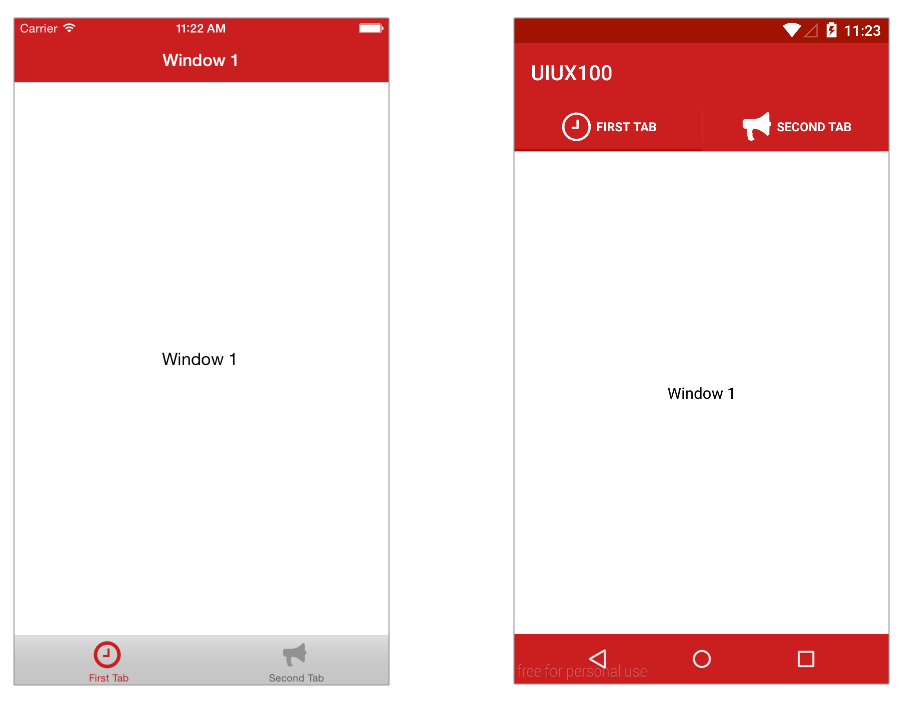 Carrier 11:22 AM
Window 1
Window 1
First Tab Second Tab
11:23
UIUX100
FIRST TAB SECOND TAB
Window 1
free for personal use